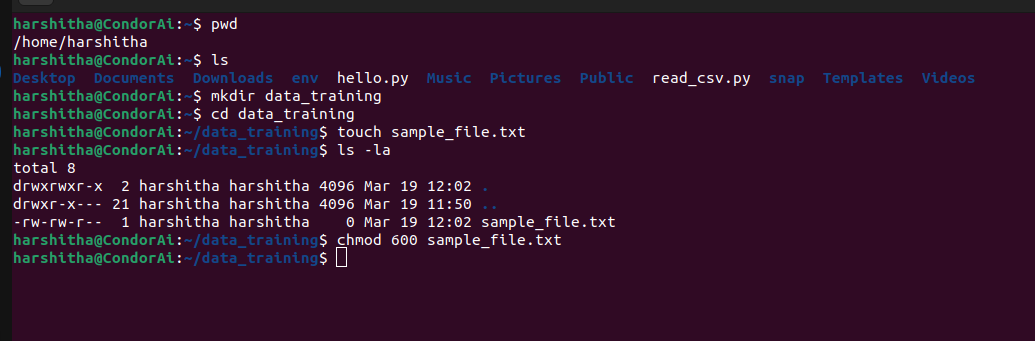 harshitha@CondorAi:~$ pwd
/home/harshitha
harshitha@CondorAi:~$ ls
Desktop  Documents  Downloads  env  hello.py  Music  Pictures  Public  read_csv.py  snap  Templates  Videos
harshitha@CondorAi:~$ mkdir data_training
harshitha@CondorAi:~$ cd data_training
harshitha@CondorAi:~/data_training$ touch sample_file.txt
harshitha@CondorAi:~/data_training$ ls -la
total 8
drwxrwxr-x  2 harshitha harshitha 4096 Mar 19 12:02 .
drwxr-x--- 21 harshitha harshitha 4096 Mar 19 11:50 ..
-rw-rw-r--  1 harshitha harshitha    0 Mar 19 12:02 sample_file.txt
harshitha@CondorAi:~/data_training$ chmod 600 sample_file.txt
harshitha@CondorAi:~/data_training$